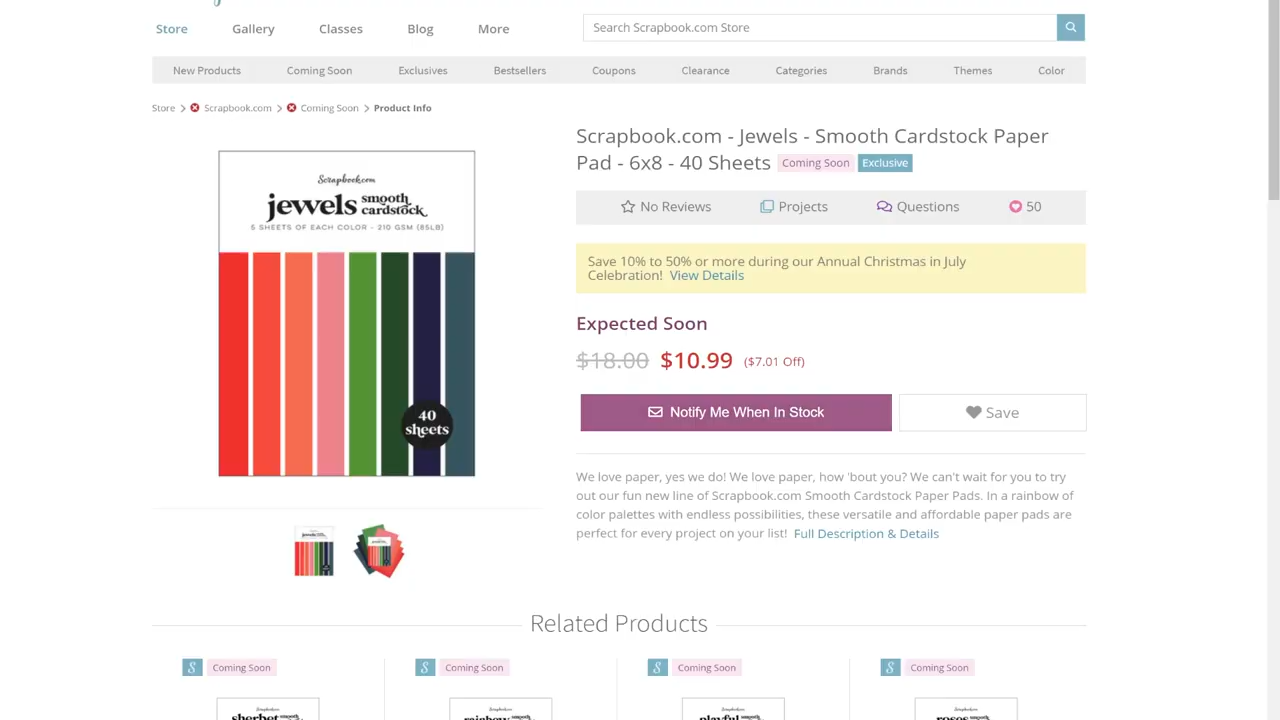 Store Gallery Classes Blog More Search Scrapbook.com Store
New Products Coming Soon Exclusives Bestsellers Coupons Clearance Categories Brands Themes Color
Store > Scrapbook.com > Coming Soon > Product Info
Scrapbook.com
jewels smooth cardstock
5 SHEETS OF EACH COLOR - 210 GSM (85LB)
40
sheets
Scrapbook.com - Jewels - Smooth Cardstock Paper
Pad - 6x8 - 40 Sheets Coming Soon Exclusive
No Reviews Projects Questions 50
Save 10% to 50% or more during our Annual Christmas in July
Celebration! View Details
Expected Soon
$18.00 $10.99 ($7.01 Off)
Notify Me When In Stock Save
We love paper, yes we do! We love paper, how 'bout you? We can't wait for you to try
out our fun new line of Scrapbook.com Smooth Cardstock Paper Pads. In a rainbow
of color palettes with endless possibilities, these versatile and affordable paper pads are
perfect for every project on your list! Full Description & Details
Related Products
S Coming Soon S Coming Soon S Coming Soon S Coming Soon